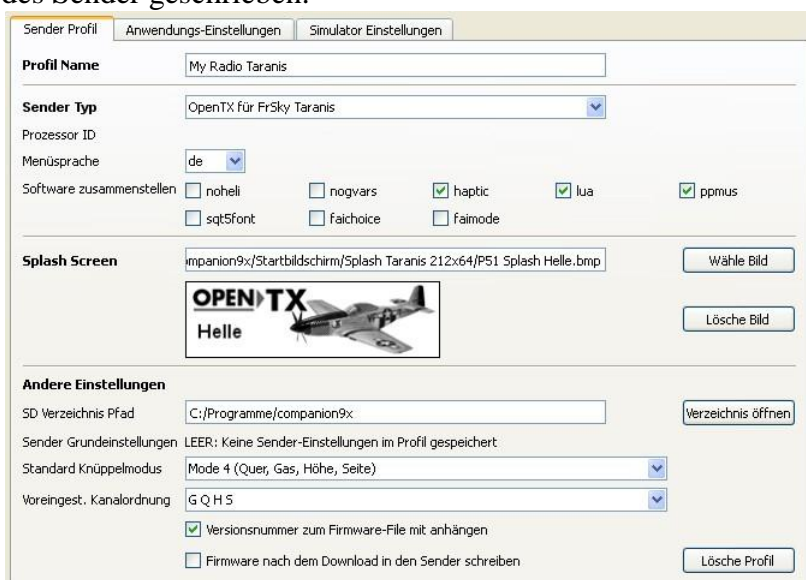 des Sender geschrieben.
Sender Profil Anwendungs-Einstellungen Simulator Einstellungen
Profil Name My Radio Taranis
Sender Typ OpenTX für FrSky Taranis
Prozessor ID
Menüsprache de
Software zusammenstellen noheli nogvars haptic lua ppmus
sqt5font faichoice faimode
Splash Screen mpanion9x/Startbildschirm/Splash Taranis 212x64/P51 Splash Helle.bmp Wähle Bild
OPEN TX
Helle
Lösche Bild
Andere Einstellungen
SD Verzeichnis Pfad C:/Programme/companion9x Verzeichnis öffnen
Sender Grundeinstellungen LEER: Keine Sender-Einstellungen im Profil gespeichert
Standard Knüppelmodus Mode 4 (Quer, Gas, Höhe, Seite)
Voreingest. Kanalordnung G Q H S
Versionsnummer zum Firmware-File mit anhängen
Firmware nach dem Download in den Sender schreiben Lösche Profil